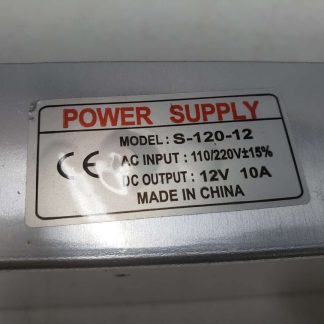 POWER SUPPLY
MODEL: S-120-12
CE
AC INPUT : 110/220V±15%
DC OUTPUT : 12V 10A
MADE IN CHINA